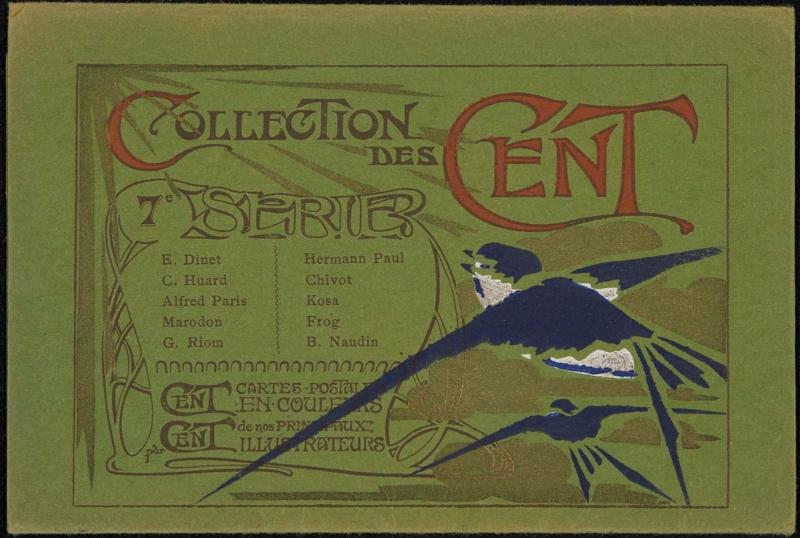 COLLECTION
DES CENT
7e SERIE
E. Dinet
C. Huard
Alfred Paris
Marodon
G. Riom
Hermann Paul
Chivot
Kosa
Frog
B. Naudin
CENT CARTES·POSTALES
·EN·COULEURS
par CENT de nos PRINCIPAUX
ILLUSTRATEURS